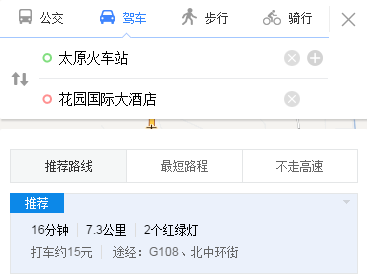 公交 驾车 步行 骑行
太原火车站
花园国际大酒店
推荐路线 最短路程 不走高速
推荐
16分钟 7.3公里 2个红绿灯
打车约15元 途经：G108、北中环街